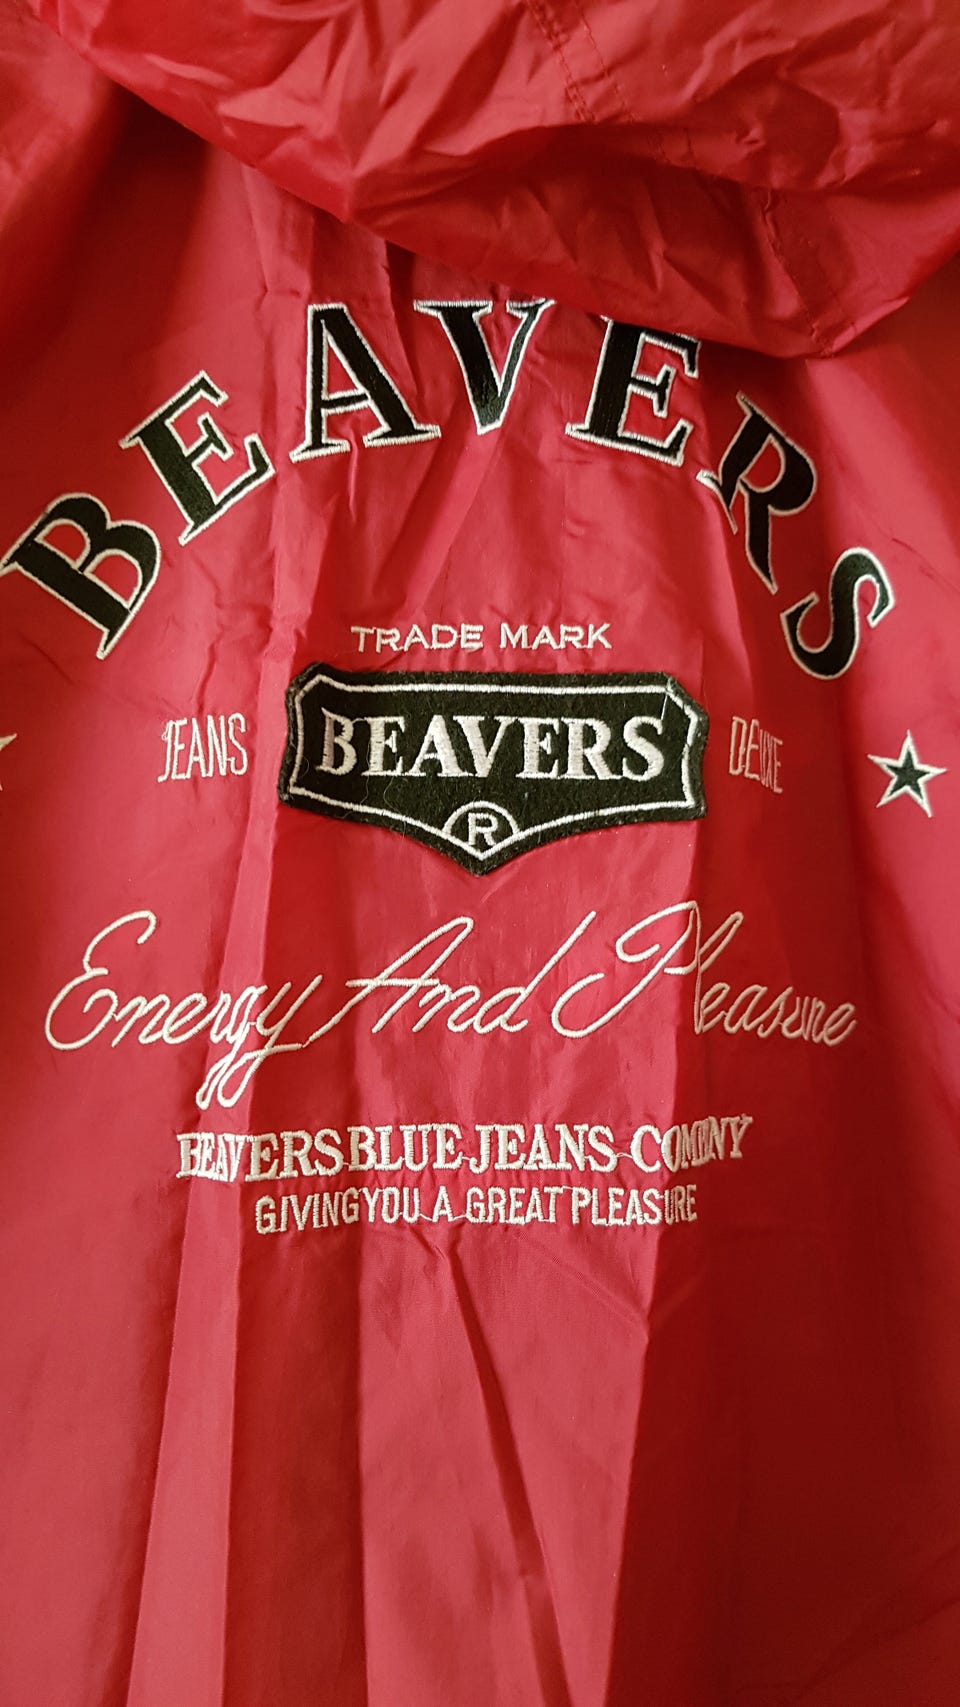 BEAVERS
TRADE MARK
JEANS BEAVERS DELUXE
R
Energy And Pleasure
BEAVERS BLUE JEANS COMPANY
GIVING YOU A GREAT PLEASURE